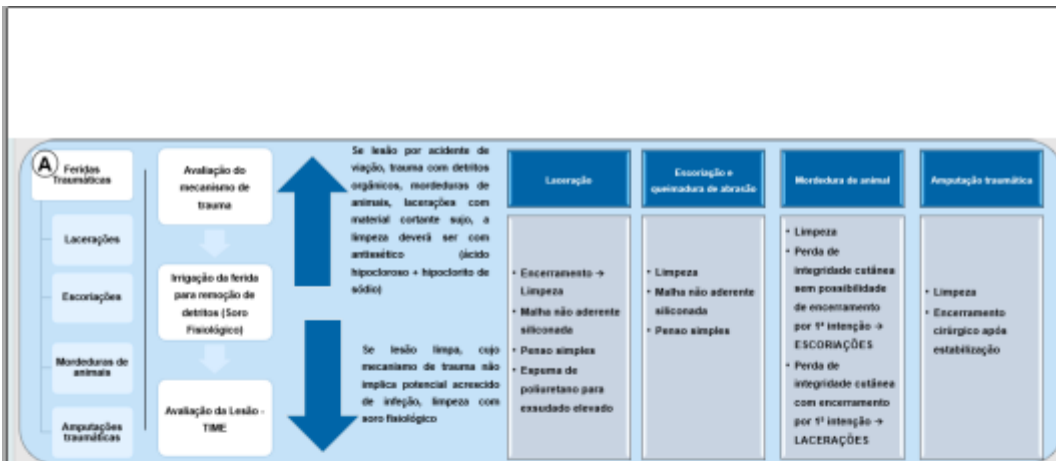 A
Feridas
Traumáticas
Lacerações
Escoriações
Mordeduras de
animais
Amputações
traumáticas
Avaliação do
mecanismo de
trauma
Irrigação da ferida
para remoção de
detritos (Soro
Fisiológico)
Avaliação da Lesão -
TIME
Se lesão por acidente de
viação, trauma com detritos
orgânicos, mordeduras de
animais, lacerações com
material cortante sujo, a
limpeza deverá ser com
antissético (ácido
hipocloroso + hipoclorito de
sódio)
Se lesão limpa, cujo
mecanismo de trauma não
implica potencial acrescido
de infeção, limpeza com
soro fisiológico
Laceração
• Encerramento →
Limpeza
• Malha não aderente
siliconada
• Penso simples
• Espuma de
poliuretano para
exsudado elevado
Escoriação e
queimadura de abrasão
• Limpeza
• Malha não aderente
siliconada
• Penso simples
Mordedura de animal
• Limpeza
• Perda de
integridade cutânea
sem possibilidade
de encerramento
por 1ª intenção →
ESCORIAÇÕES
• Perda de
integridade cutânea
com encerramento
por 1ª intenção →
LACERAÇÕES
Amputação traumática
• Limpeza
• Encerramento
cirúrgico após
estabilização